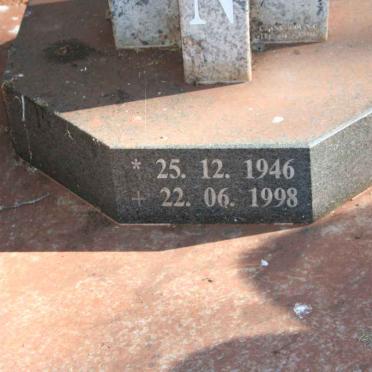 N
* 25. 12. 1946
+ 22. 06. 1998